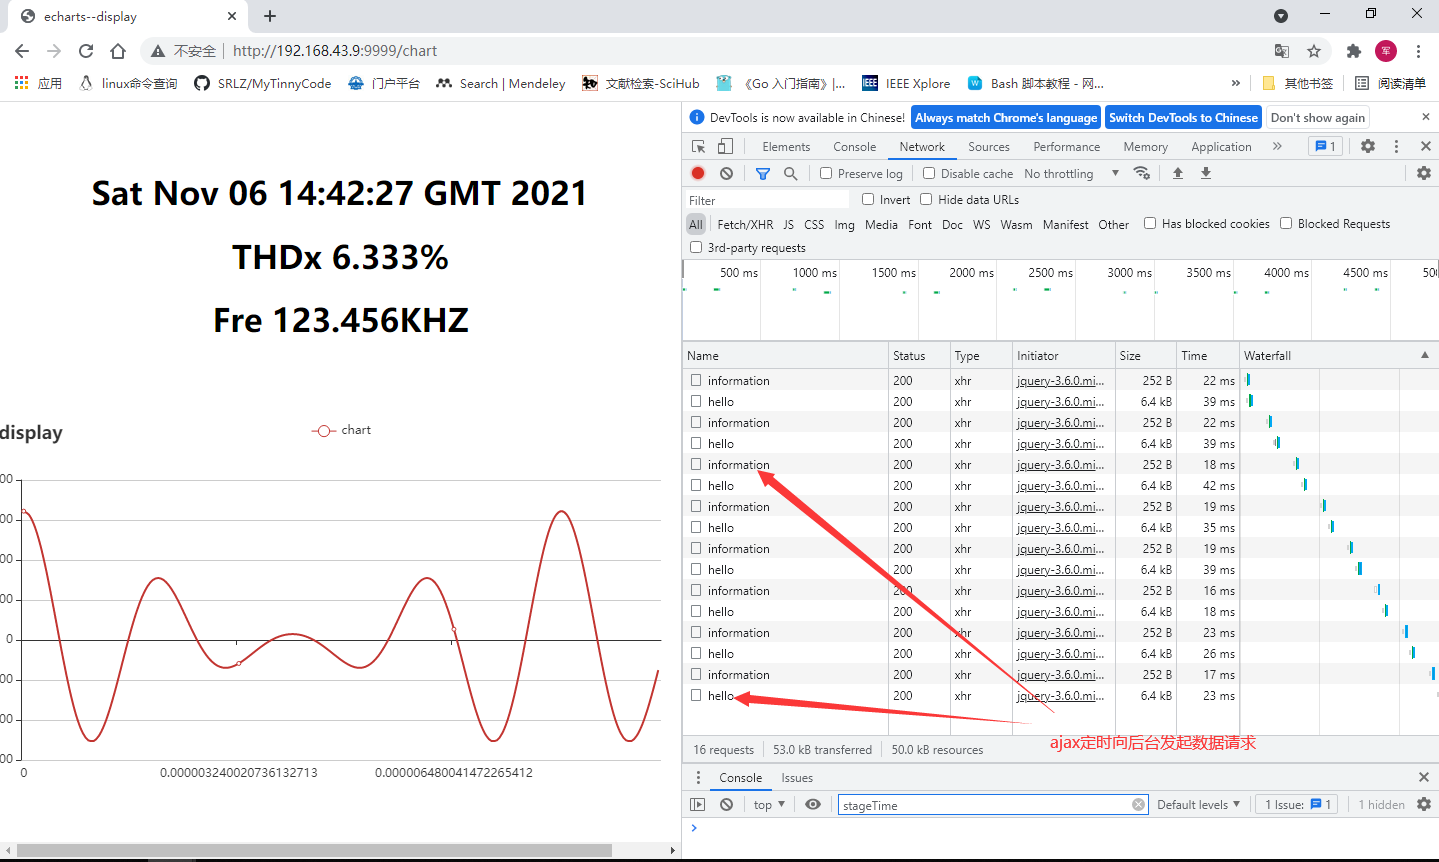 echarts--display
不安全 | http://192.168.43.9:9999/chart
军
应用 linux命令查询 SRLZ/MyTinnyCode 门户平台 Search | Mendeley 文献检索-SciHub 《Go 入门指南》|... IEEE IEEE Xplore W Bash 脚本教程 - 网... » 其他书签 阅读清单
Sat Nov 06 14:42:27 GMT 2021
THDx 6.333%
Fre 123.456KHZ
display
chart
00
00
00
00
0
00
00
00
0 0.000003240020736132713 0.000006480041472265412
DevTools is now available in Chinese! Always match Chrome's language Switch DevTools to Chinese Don't show again
Elements Console Network Sources Performance Memory Application » 1
Preserve log Disable cache No throttling
Filter Invert Hide data URLs
All Fetch/XHR JS CSS Img Media Font Doc WS Wasm Manifest Other Has blocked cookies Blocked Requests
3rd-party requests
500 ms 1000 ms 1500 ms 2000 ms 2500 ms 3000 ms 3500 ms 4000 ms 4500 ms 500
Name Status Type Initiator Size Time Waterfall
information 200 xhr jquery-3.6.0.mi... 252 B 22 ms
hello 200 xhr jquery-3.6.0.mi... 6.4 kB 39 ms
information 200 xhr jquery-3.6.0.mi... 252 B 22 ms
hello 200 xhr jquery-3.6.0.mi... 6.4 kB 39 ms
information 200 xhr jquery-3.6.0.mi... 252 B 18 ms
hello 200 xhr jquery-3.6.0.mi... 6.4 kB 42 ms
information 200 xhr jquery-3.6.0.mi... 252 B 19 ms
hello 200 xhr jquery-3.6.0.mi... 6.4 kB 35 ms
information 200 xhr jquery-3.6.0.mi... 252 B 19 ms
hello 200 xhr jquery-3.6.0.mi... 6.4 kB 39 ms
information 200 xhr jquery-3.6.0.mi... 252 B 16 ms
hello 200 xhr jquery-3.6.0.mi... 6.4 kB 18 ms
information 200 xhr jquery-3.6.0.mi... 252 B 23 ms
hello 200 xhr jquery-3.6.0.mi... 6.4 kB 26 ms
information 200 xhr jquery-3.6.0.mi... 252 B 17 ms
hello 200 xhr jquery-3.6.0.mi... 6.4 kB 23 ms
ajax定时向后台发起数据请求
16 requests 53.0 kB transferred 50.0 kB resources
Console Issues
top stageTime Default levels 1 Issue: 1 1 hidden